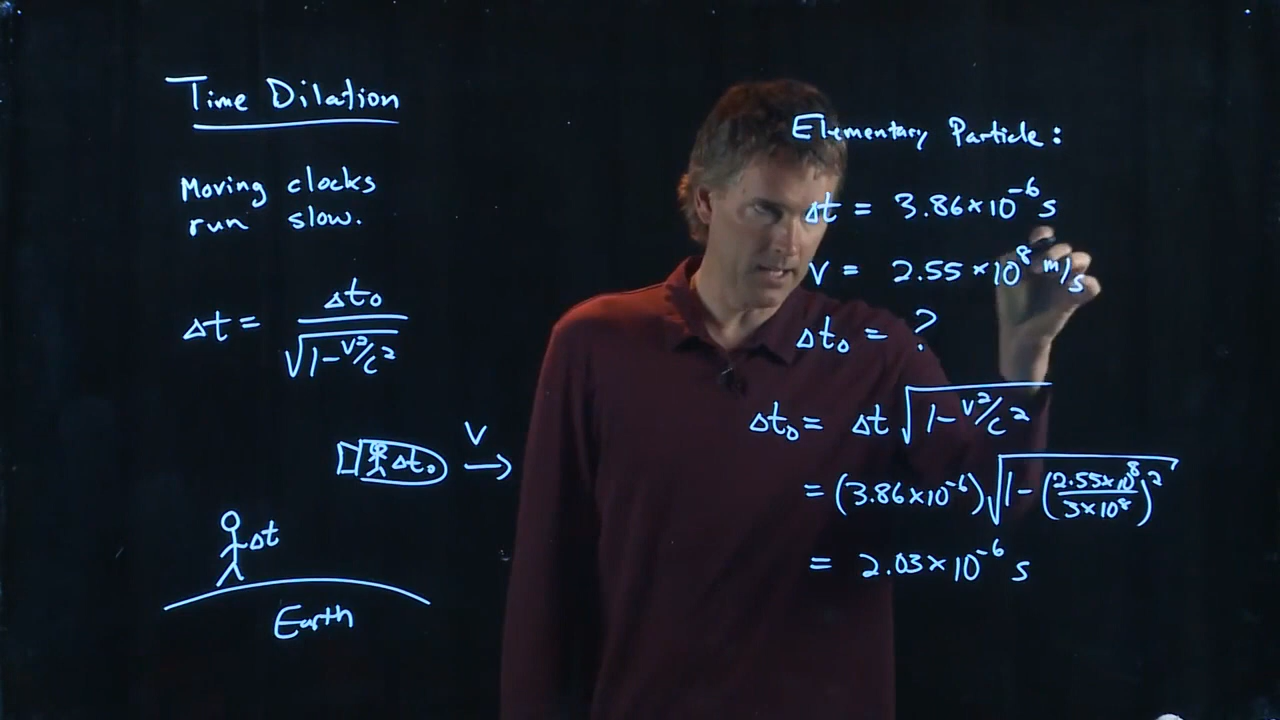 Time Dilation
Moving clocks
run slow.
Δt = Δt₀ / √(1-v²/c²)
Δt₀
V
Δt
Earth
Elementary Particle:
Δt = 3.86×10⁻⁶ s
v = 2.55×10⁸ m/s
Δt₀ = ?
Δt₀ = Δt √(1-v²/c²)
= (3.86×10⁻⁶) √(1-(2.55×10⁸/3×10⁸)²)
= 2.03×10⁻⁶ s